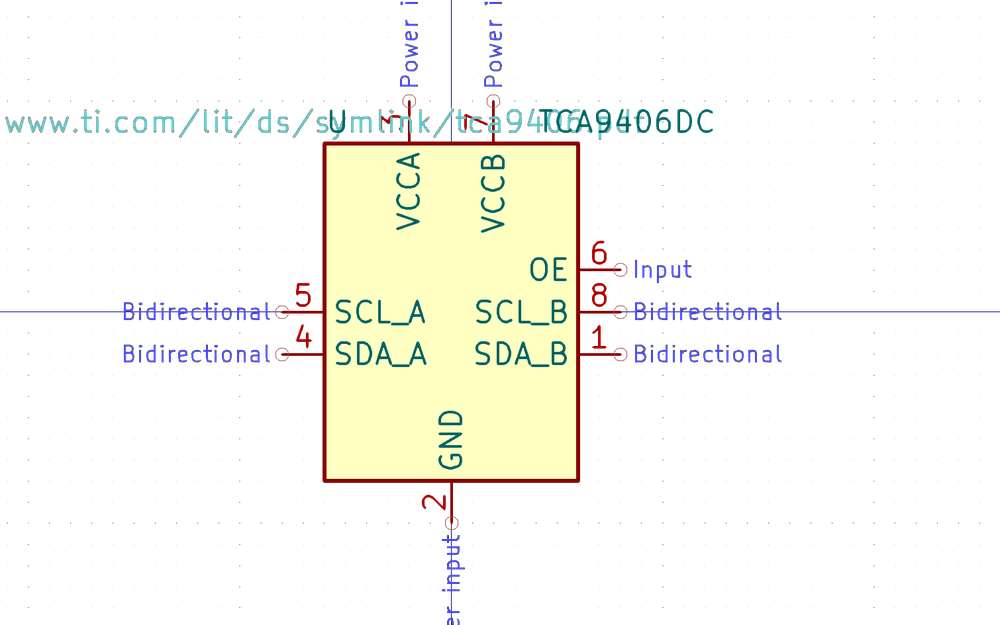 Power i
Power i
www.ti.com/lit/ds/symlink/tca9406.pdf
U
TCA9406DC
3
7
VCCA
VCCB
6
OE
Input
5
8
Bidirectional
SCL_A
SCL_B
Bidirectional
4
1
Bidirectional
SDA_A
SDA_B
Bidirectional
GND
2
er input